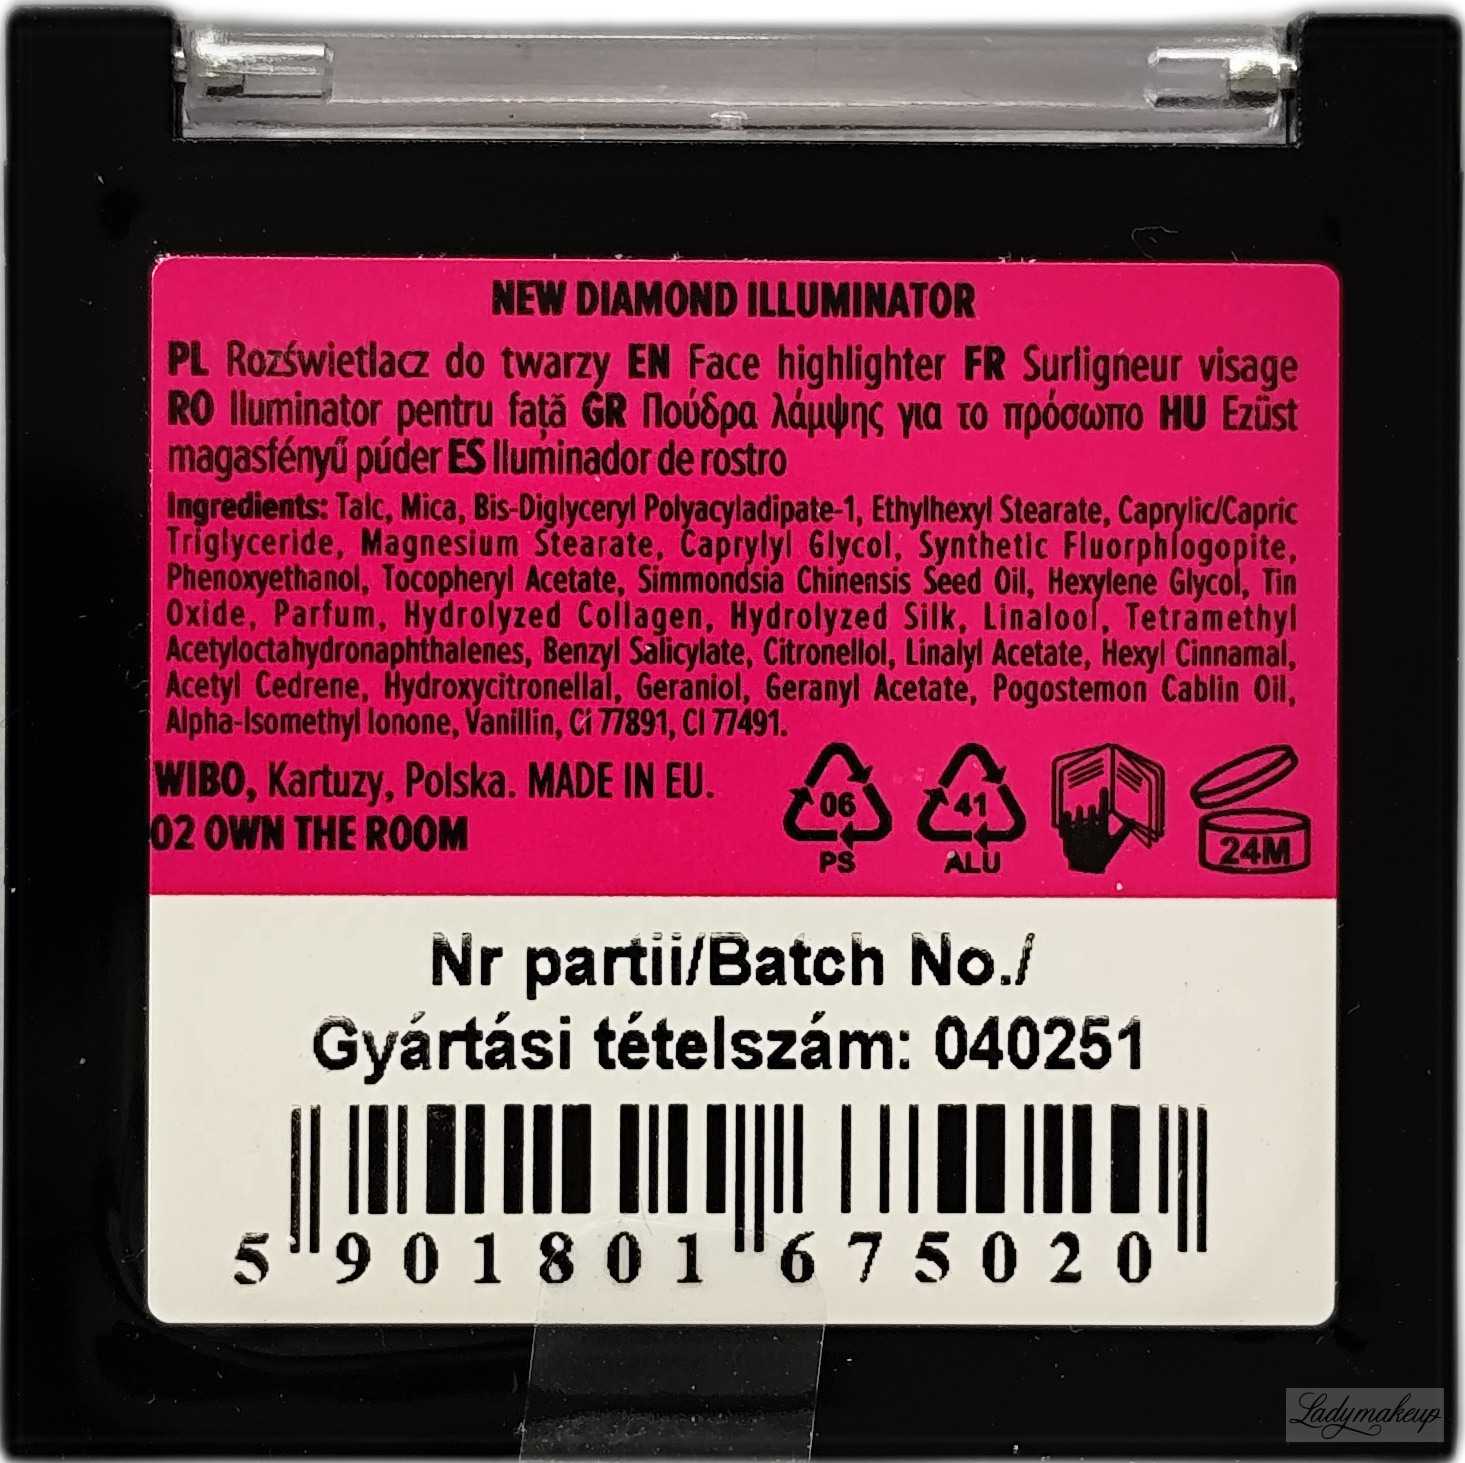 NEW DIAMOND ILLUMINATOR
PL Rozświetlacz do twarzy EN Face highlighter FR Surligneur visage
RO Iluminator pentru față GR Πούδρα λάμψης για το πρόσωπο HU Ezüst
magasfényű púder ES Iluminador de rostro
Ingredients: Talc, Mica, Bis-Diglyceryl Polyacyladipate-1, Ethylhexyl Stearate, Caprylic/Capric
Triglyceride, Magnesium Stearate, Caprylyl Glycol, Synthetic Fluorphlogopite,
Phenoxyethanol, Tocopheryl Acetate, Simmondsia Chinensis Seed Oil, Hexylene Glycol, Tin
Oxide, Parfum, Hydrolyzed Collagen, Hydrolyzed Silk, Linalool, Tetramethyl
Acetyloctahydronaphthalenes, Benzyl Salicylate, Citronellol, Linalyl Acetate, Hexyl Cinnamal,
Acetyl Cedrene, Hydroxycitronellal, Geraniol, Geranyl Acetate, Pogostemon Cablin Oil,
Alpha-Isomethyl Ionone, Vanillin, Ci 77891, CI 77491.
WIBO, Kartuzy, Polska. MADE IN EU.
02 OWN THE ROOM
06
PS
41
ALU
24M
Nr partii/Batch No./
Gyártási tételszám: 040251
5 901801 675020
Ladymakeup